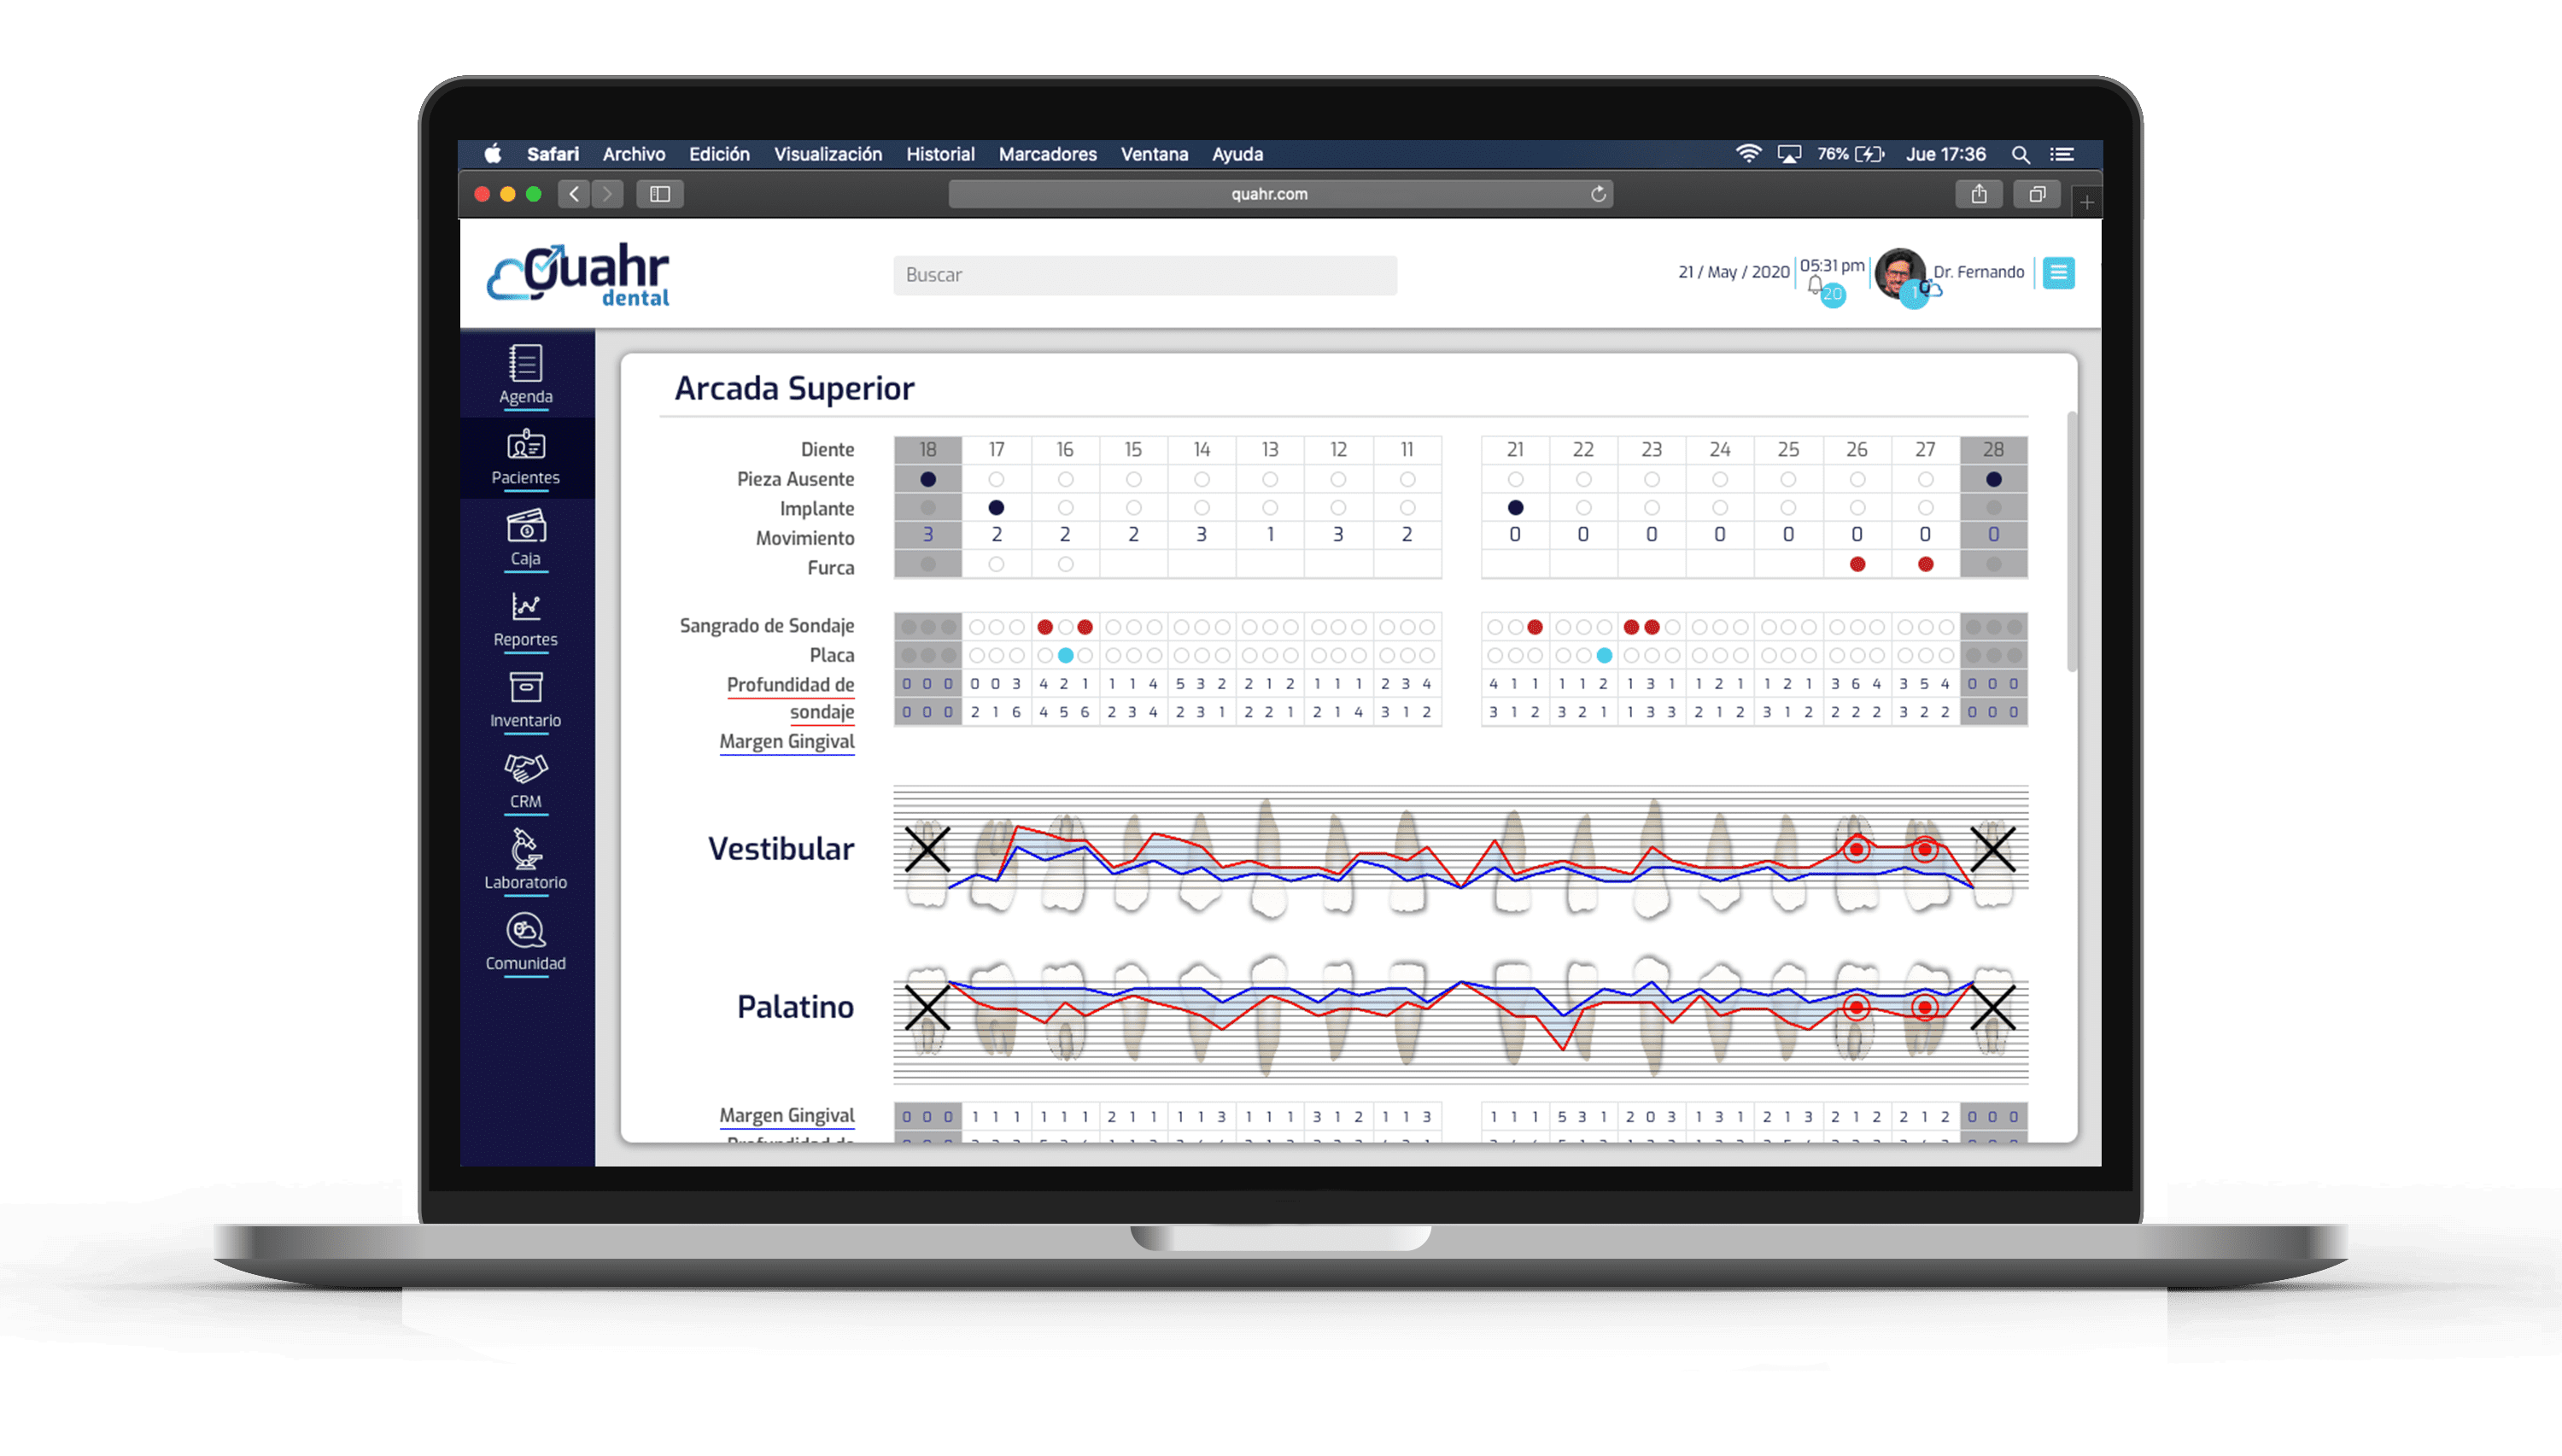 Safari Archivo Edición Visualización Historial Marcadores Ventana Ayuda 76% Jue 17:36
quahr.com
Quahr dental
Buscar
21 / May / 2020 05:31 pm 20 1 Dr. Fernando
Agenda
Pacientes
Caja
Reportes
Inventario
CRM
Laboratorio
Comunidad
Arcada Superior
Diente 18 17 16 15 14 13 12 11 21 22 23 24 25 26 27 28
Pieza Ausente
Implante
Movimiento 3 2 2 2 3 1 3 2 0 0 0 0 0 0 0 0
Furca
Sangrado de Sondaje
Placa
Profundidad de 0 0 0 0 0 3 4 2 1 1 1 4 5 3 2 2 1 2 1 1 1 2 3 4 4 1 1 1 1 2 1 3 1 1 2 1 1 2 1 3 6 4 3 5 4 0 0 0
sondaje 0 0 0 2 1 6 4 5 6 2 3 4 2 3 1 2 2 1 2 1 4 3 1 2 3 1 2 3 2 1 1 3 3 2 1 2 3 1 2 2 2 2 3 2 2 0 0 0
Margen Gingival
Vestibular
Palatino
Margen Gingival 0 0 0 1 1 1 1 1 1 2 1 1 1 1 3 1 1 1 3 1 2 1 1 3 1 1 1 5 3 1 2 0 3 1 3 1 2 1 3 2 1 2 2 1 2 0 0 0